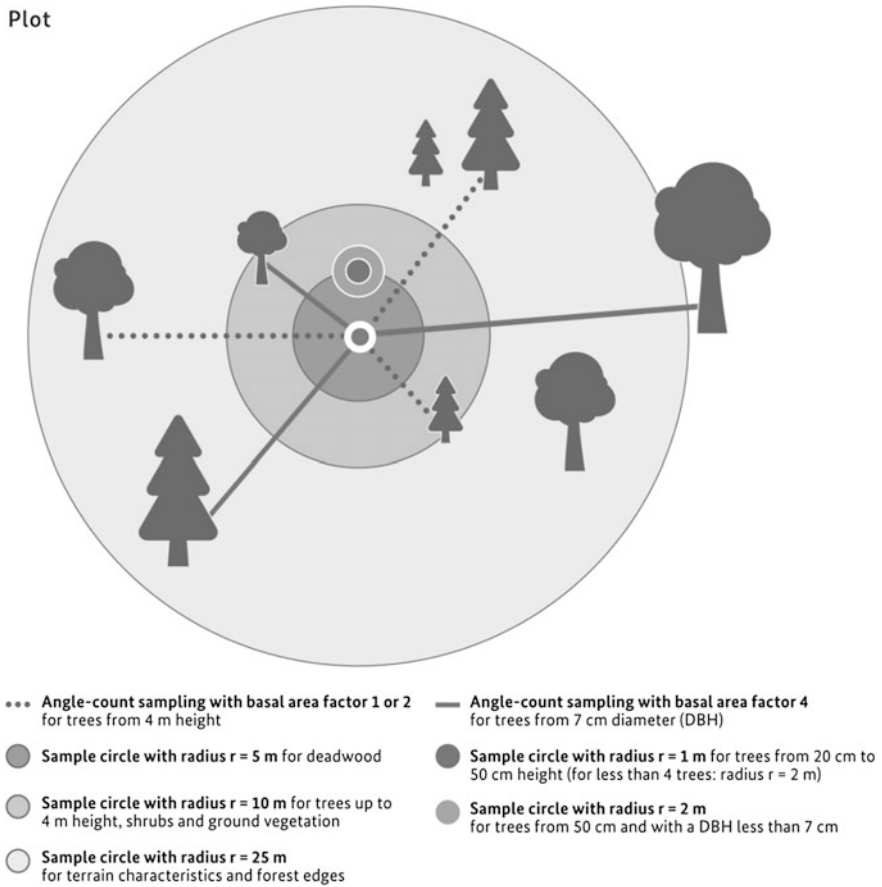 Plot
Angle-count sampling with basal area factor 1 or 2
for trees from 4 m height
Sample circle with radius r = 5 m for deadwood
Sample circle with radius r = 10 m for trees up to
4 m height, shrubs and ground vegetation
Sample circle with radius r = 25 m
for terrain characteristics and forest edges
Angle-count sampling with basal area factor 4
for trees from 7 cm diameter (DBH)
Sample circle with radius r = 1 m for trees from 20 cm to
50 cm height (for less than 4 trees: radius r = 2 m)
Sample circle with radius r = 2 m
for trees from 50 cm and with a DBH less than 7 cm